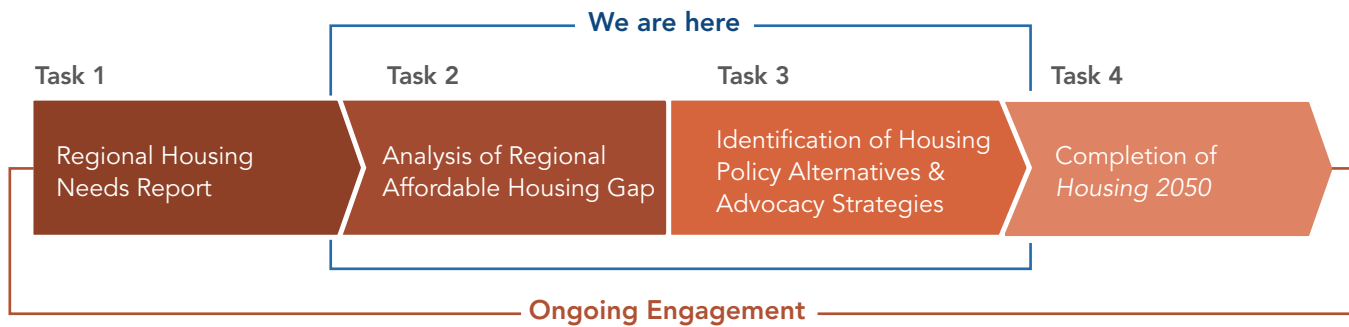 We are here
Task 1
Task 2
Task 3
Task 4
Regional Housing
Needs Report
Analysis of Regional
Affordable Housing Gap
Identification of Housing
Policy Alternatives &
Advocacy Strategies
Completion of
Housing 2050
Ongoing Engagement